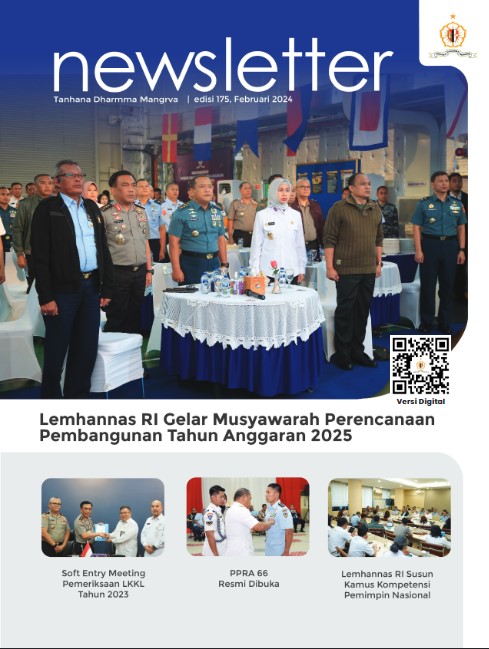 newsletter
Tanhana Dharmma Mangrva | edisi 175, Februari 2024
Versi Digital
Lemhannas RI Gelar Musyawarah Perencanaan
Pembangunan Tahun Anggaran 2025
Soft Entry Meeting
Pemeriksaan LKKL
Tahun 2023
PPRA 66
Resmi Dibuka
Lemhannas RI Susun
Kamus Kompetensi
Pemimpin Nasional